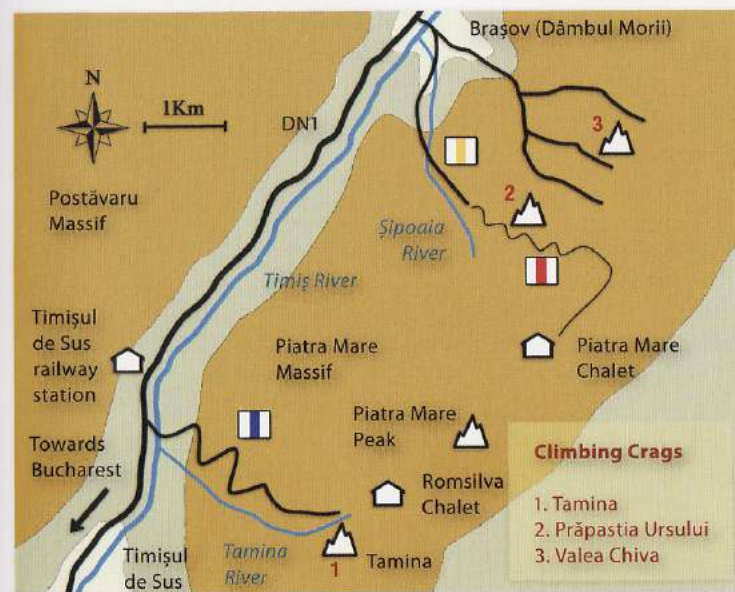 Brașov (Dâmbul Morii)
N
1Km
DN1
3
Postăvaru
Massif
2
Șipoaia
River
Timiș River
Timișul
de Sus
railway
station
Piatra Mare
Massif
Piatra Mare
Chalet
Piatra Mare
Peak
Towards
Bucharest
Romsilva
Chalet
Climbing Crags
1. Tamina
2. Prăpastia Ursului
3. Valea Chiva
Tamina
River
1
Tamina
Timișul
de Sus